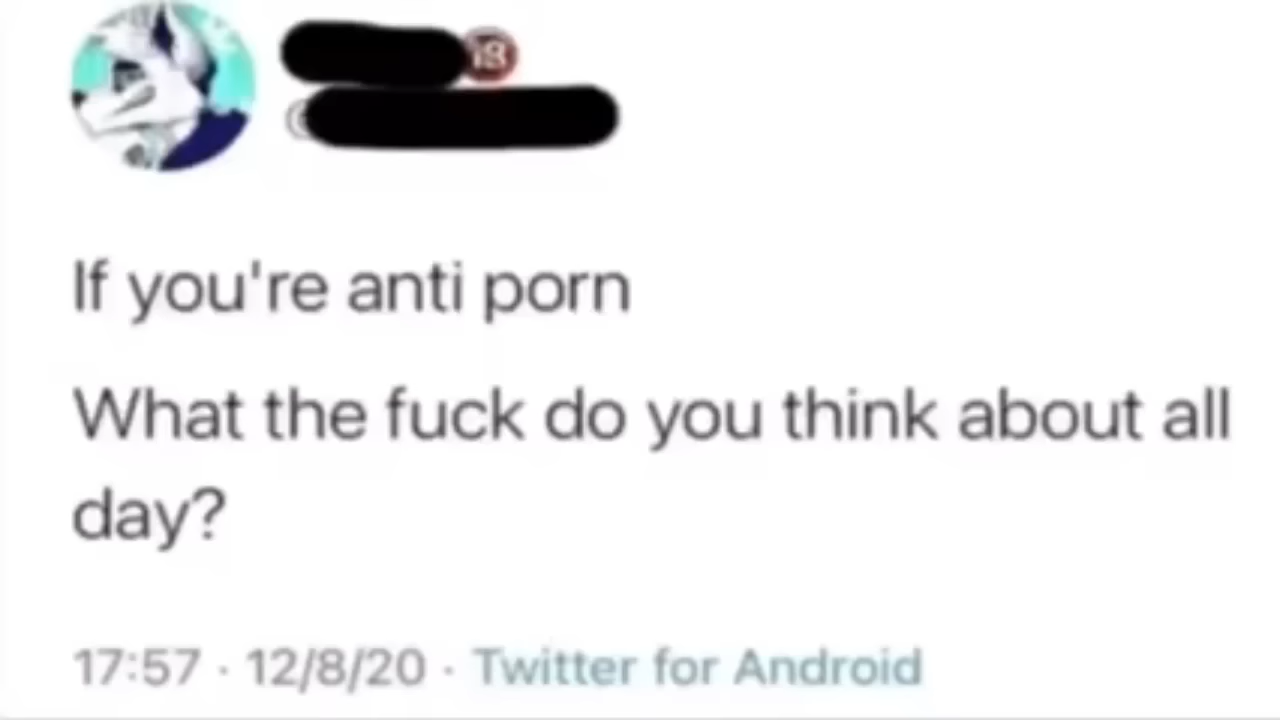 18
If you're anti porn
What the fuck do you think about all
day?
17:57 · 12/8/20 · Twitter for Android